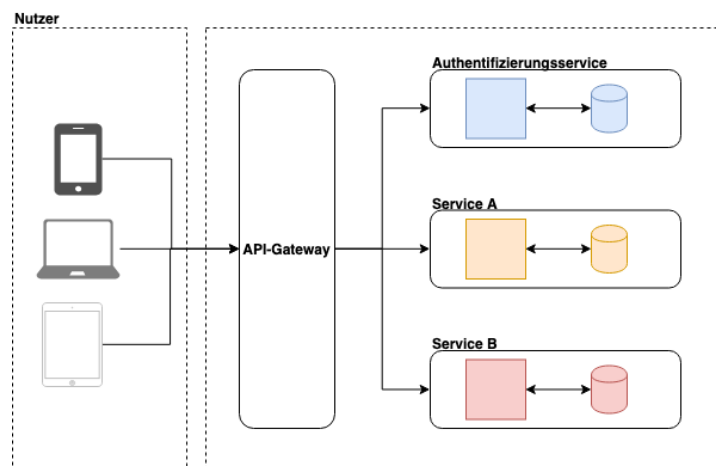 Nutzer
Authentifizierungsservice
Service A
API-Gateway
Service B